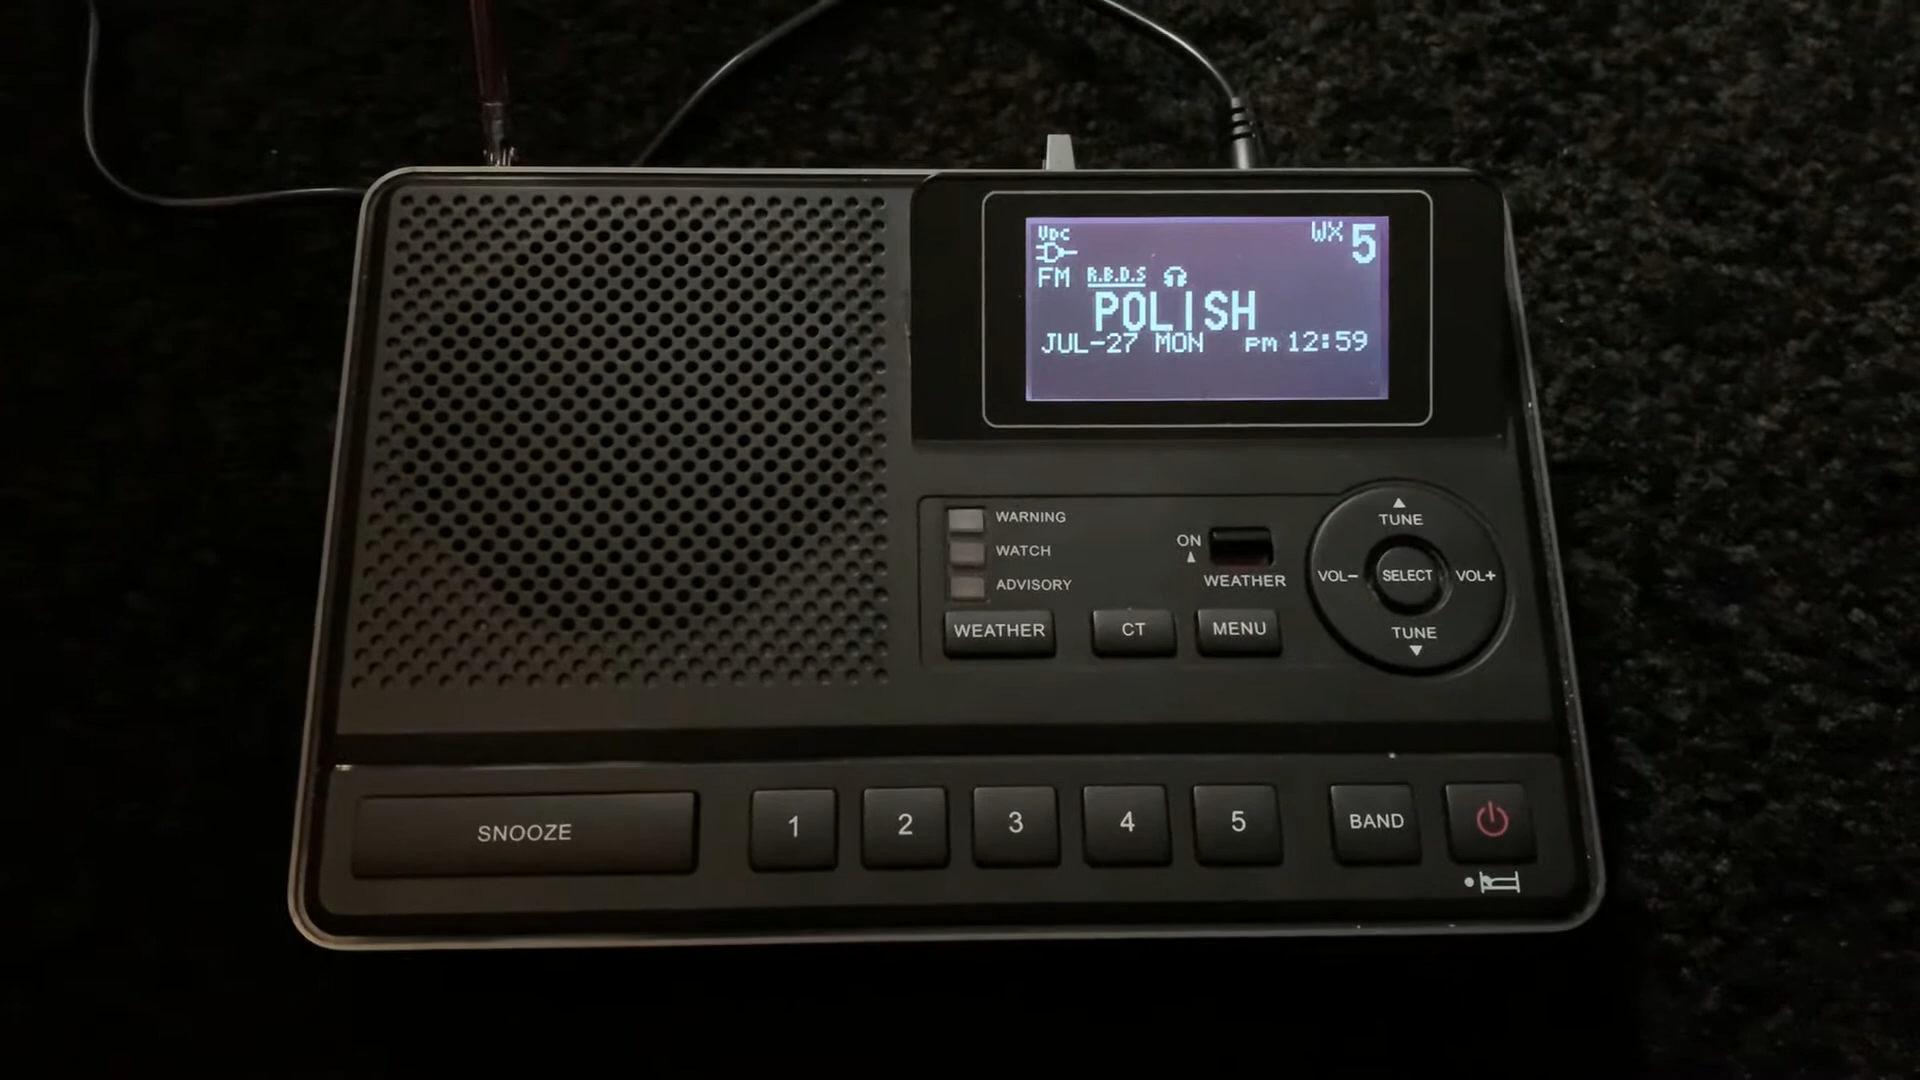 VDC
WX 5
FM R.B.D.S
POLISH
JUL-27 MON PM 12:59
WARNING
WATCH
ADVISORY
ON
WEATHER
WEATHER
CT
MENU
TUNE
VOL-
SELECT
VOL+
TUNE
SNOOZE
1
2
3
4
5
BAND